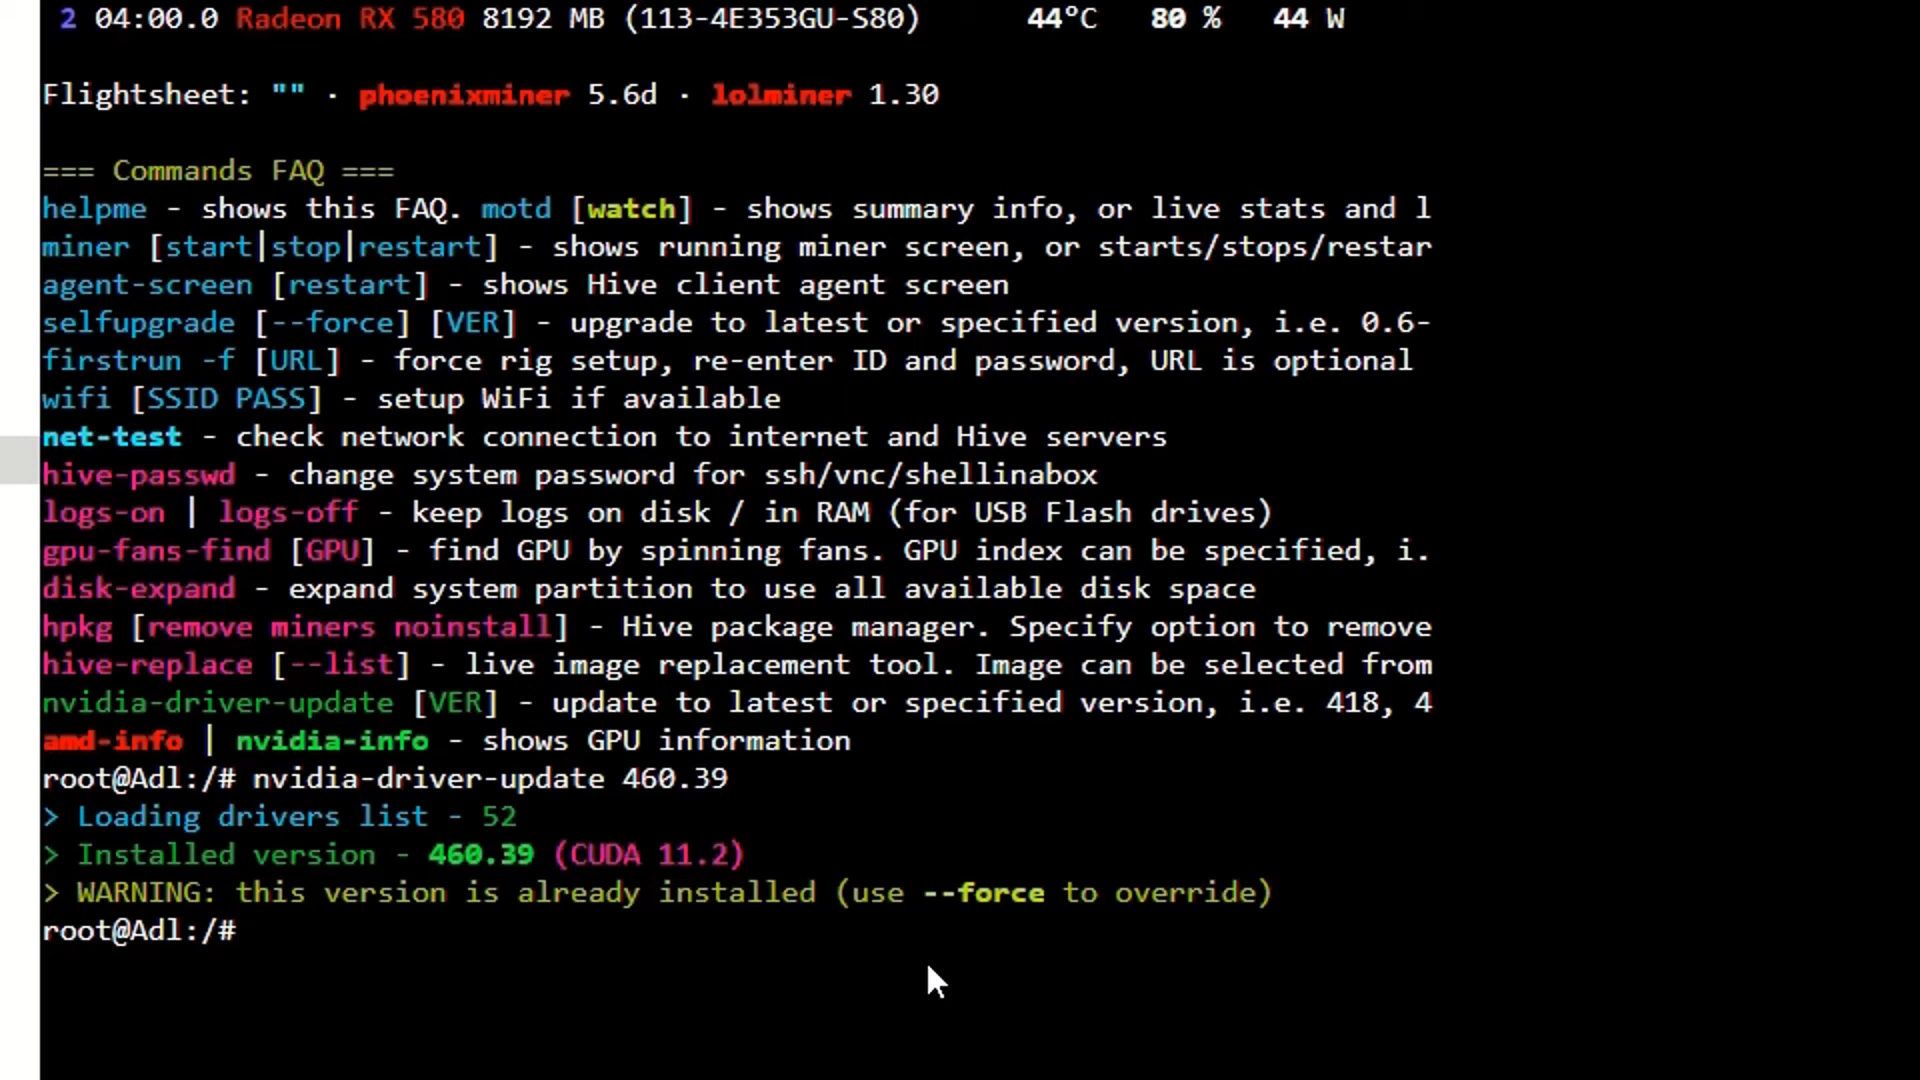 2 04:00.0 Radeon RX 580 8192 MB (113-4E353GU-S80) 44°C 80 % 44 W
Flightsheet: "" · phoenixminer 5.6d · lolminer 1.30
=== Commands FAQ ===
helpme - shows this FAQ. motd [watch] - shows summary info, or live stats and l
miner [start|stop|restart] - shows running miner screen, or starts/stops/restar
agent-screen [restart] - shows Hive client agent screen
selfupgrade [--force] [VER] - upgrade to latest or specified version, i.e. 0.6-
firstrun -f [URL] - force rig setup, re-enter ID and password, URL is optional
wifi [SSID PASS] - setup WiFi if available
net-test - check network connection to internet and Hive servers
hive-passwd - change system password for ssh/vnc/shellinabox
logs-on | logs-off - keep logs on disk / in RAM (for USB Flash drives)
gpu-fans-find [GPU] - find GPU by spinning fans. GPU index can be specified, i.
disk-expand - expand system partition to use all available disk space
hpkg [remove miners noinstall] - Hive package manager. Specify option to remove
hive-replace [--list] - live image replacement tool. Image can be selected from
nvidia-driver-update [VER] - update to latest or specified version, i.e. 418, 4
amd-info | nvidia-info - shows GPU information
root@Adl:/# nvidia-driver-update 460.39
> Loading drivers list - 52
> Installed version - 460.39 (CUDA 11.2)
> WARNING: this version is already installed (use --force to override)
root@Adl:/#